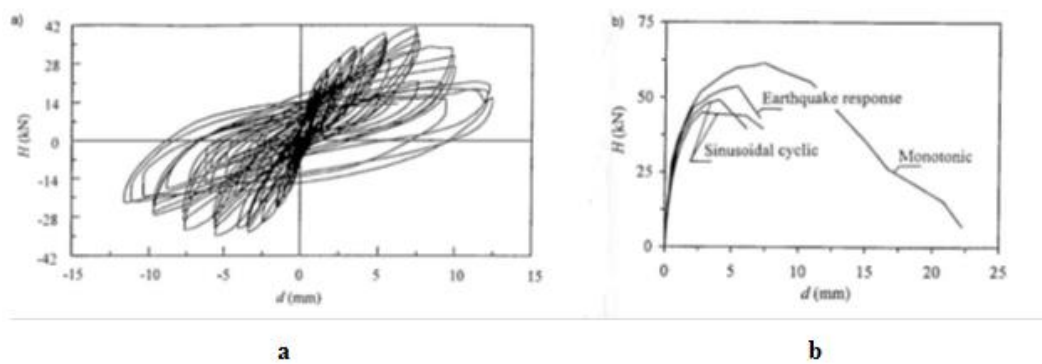 a)
H (kN)
42
28
14
0
-14
-28
-42
-15
-10
-5
0
5
10
15
d (mm)
b)
H (kN)
75
50
25
0
Earthquake response
Sinusoidal cyclic
Monotonic
0
5
10
15
20
25
d (mm)
a
b